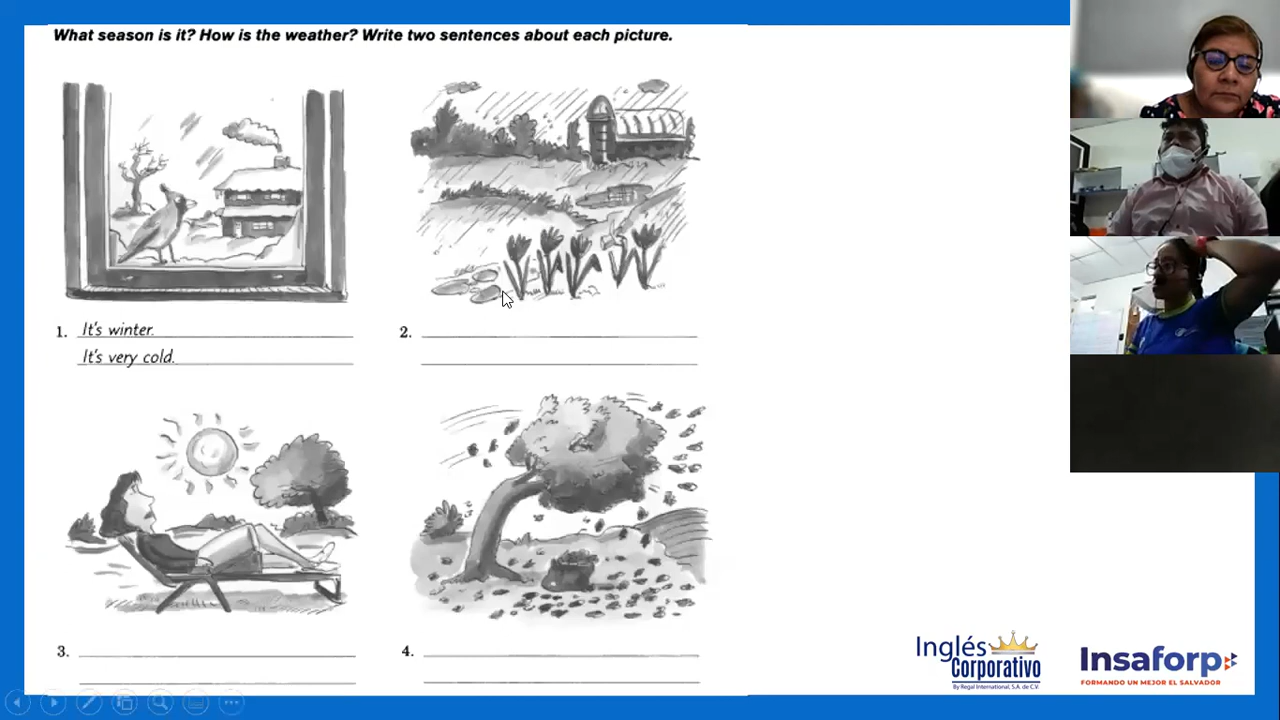 What season is it? How is the weather? Write two sentences about each picture.
1. It's winter.
It's very cold.
2.
3.
4.
Inglés
Corporativo
By Regal International, S.A. de C.V.
Insaforp
FORMANDO UN MEJOR EL SALVADOR